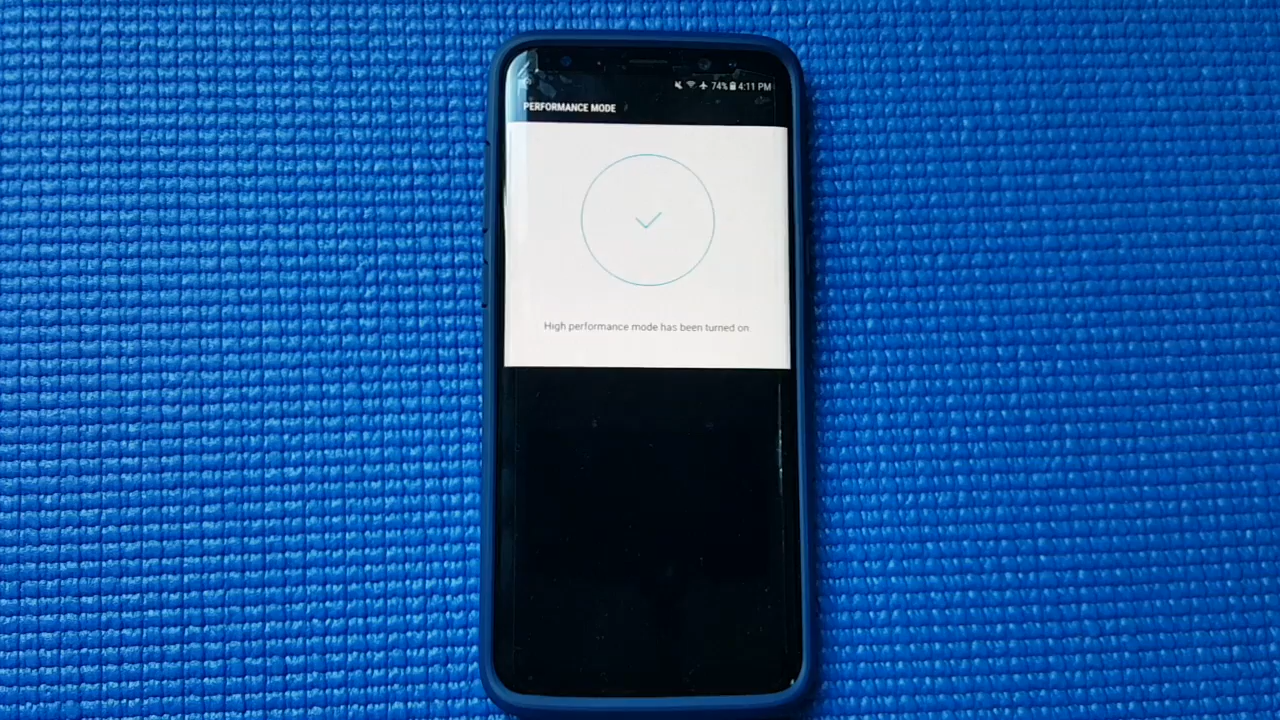 74% 4:11 PM
PERFORMANCE MODE
High performance mode has been turned on.